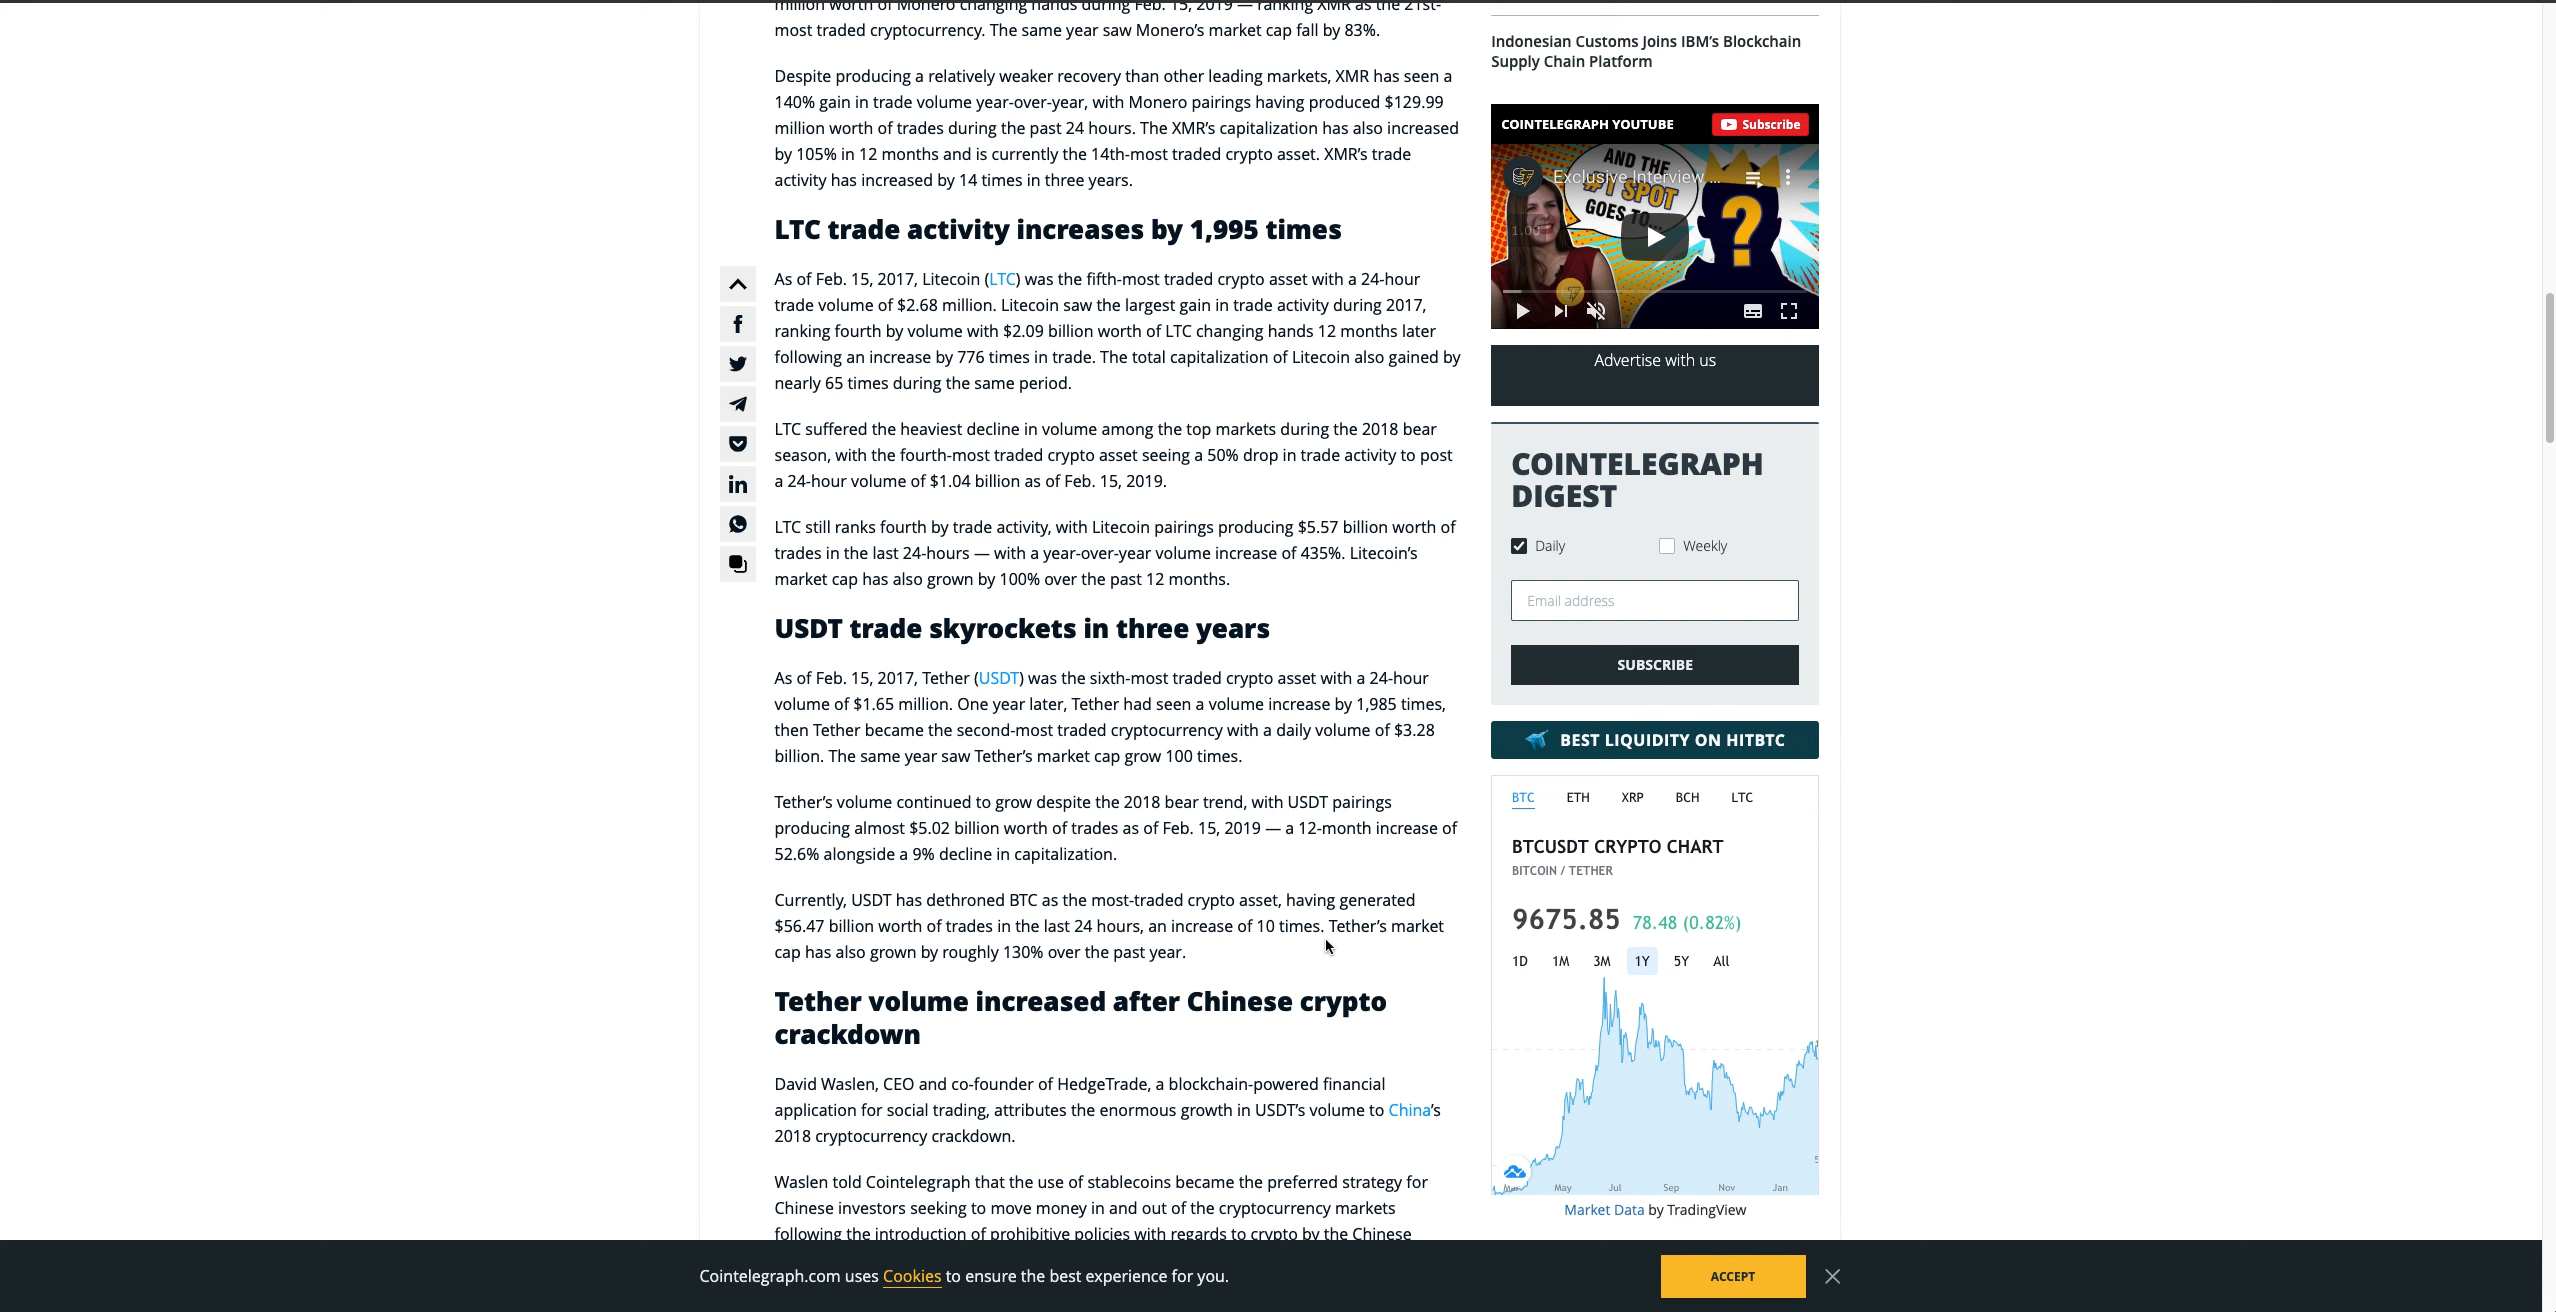 million worth of Monero changing hands during Feb. 15, 2019 — ranking XMR as the 21st-
most traded cryptocurrency. The same year saw Monero’s market cap fall by 83%.
Despite producing a relatively weaker recovery than other leading markets, XMR has seen a
140% gain in trade volume year-over-year, with Monero pairings having produced $129.99
million worth of trades during the past 24 hours. The XMR’s capitalization has also increased
by 105% in 12 months and is currently the 14th-most traded crypto asset. XMR’s trade
activity has increased by 14 times in three years.
LTC trade activity increases by 1,995 times
As of Feb. 15, 2017, Litecoin (LTC) was the fifth-most traded crypto asset with a 24-hour
trade volume of $2.68 million. Litecoin saw the largest gain in trade activity during 2017,
ranking fourth by volume with $2.09 billion worth of LTC changing hands 12 months later
following an increase by 776 times in trade. The total capitalization of Litecoin also gained by
nearly 65 times during the same period.
LTC suffered the heaviest decline in volume among the top markets during the 2018 bear
season, with the fourth-most traded crypto asset seeing a 50% drop in trade activity to post
a 24-hour volume of $1.04 billion as of Feb. 15, 2019.
LTC still ranks fourth by trade activity, with Litecoin pairings producing $5.57 billion worth of
trades in the last 24-hours — with a year-over-year volume increase of 435%. Litecoin’s
market cap has also grown by 100% over the past 12 months.
USDT trade skyrockets in three years
As of Feb. 15, 2017, Tether (USDT) was the sixth-most traded crypto asset with a 24-hour
volume of $1.65 million. One year later, Tether had seen a volume increase by 1,985 times,
then Tether became the second-most traded cryptocurrency with a daily volume of $3.28
billion. The same year saw Tether’s market cap grow 100 times.
Tether’s volume continued to grow despite the 2018 bear trend, with USDT pairings
producing almost $5.02 billion worth of trades as of Feb. 15, 2019 — a 12-month increase of
52.6% alongside a 9% decline in capitalization.
Currently, USDT has dethroned BTC as the most-traded crypto asset, having generated
$56.47 billion worth of trades in the last 24 hours, an increase of 10 times. Tether’s market
cap has also grown by roughly 130% over the past year.
Tether volume increased after Chinese crypto
crackdown
David Waslen, CEO and co-founder of HedgeTrade, a blockchain-powered financial
application for social trading, attributes the enormous growth in USDT’s volume to China’s
2018 cryptocurrency crackdown.
Waslen told Cointelegraph that the use of stablecoins became the preferred strategy for
Chinese investors seeking to move money in and out of the cryptocurrency markets
following the introduction of prohibitive policies with regards to crypto by the Chinese
Indonesian Customs Joins IBM’s Blockchain
Supply Chain Platform
COINTELEGRAPH YOUTUBE
Subscribe
Exclusive Interview ...
AND THE
#1 SPOT
GOES TO...
1.00
?
Advertise with us
COINTELEGRAPH
DIGEST
Daily
Weekly
Email address
SUBSCRIBE
BEST LIQUIDITY ON HITBTC
BTC ETH XRP BCH LTC
BTCUSDT CRYPTO CHART
BITCOIN / TETHER
9675.85 78.48 (0.82%)
1D 1M 3M 1Y 5Y All
May Jul Sep Nov Jan
Market Data by TradingView
Cointelegraph.com uses Cookies to ensure the best experience for you.
ACCEPT